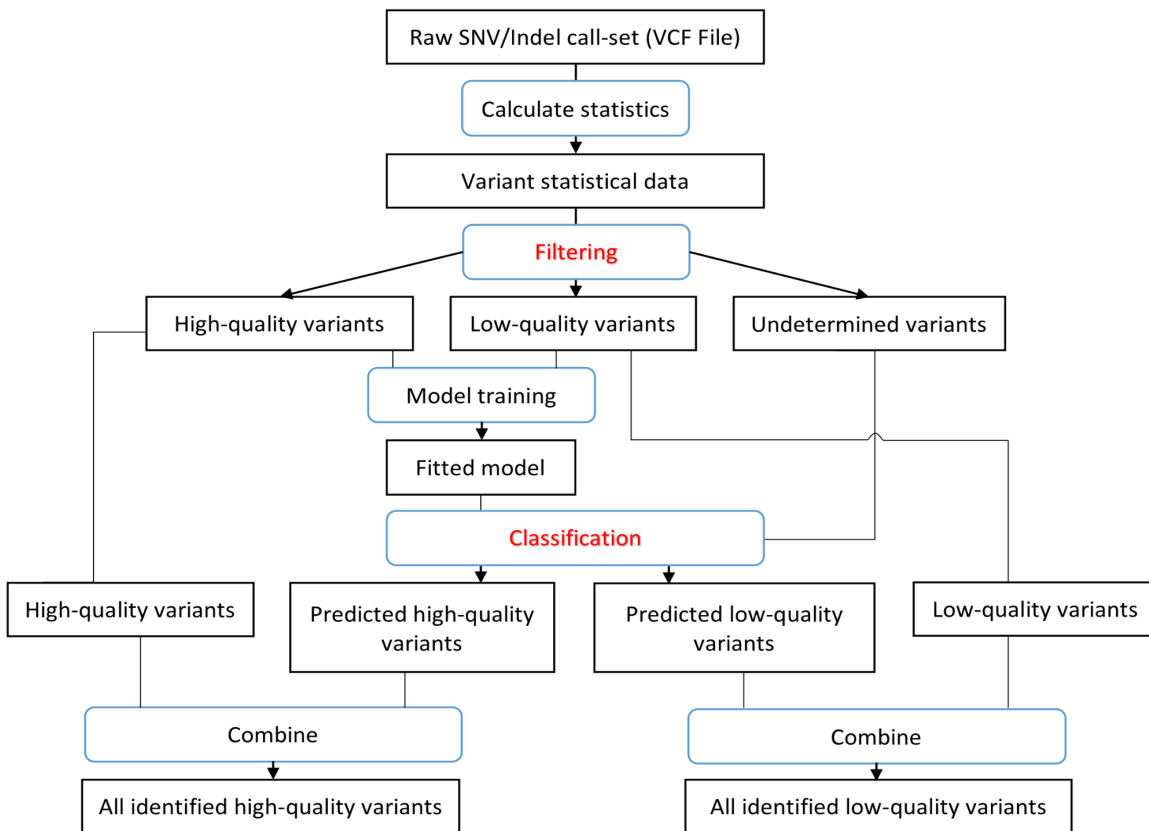 Raw SNV/Indel call-set (VCF File)
Calculate statistics
Variant statistical data
Filtering
High-quality variants
Low-quality variants
Undetermined variants
Model training
Fitted model
Classification
High-quality variants
Predicted high-quality
variants
Predicted low-quality
variants
Low-quality variants
Combine
Combine
All identified high-quality variants
All identified low-quality variants